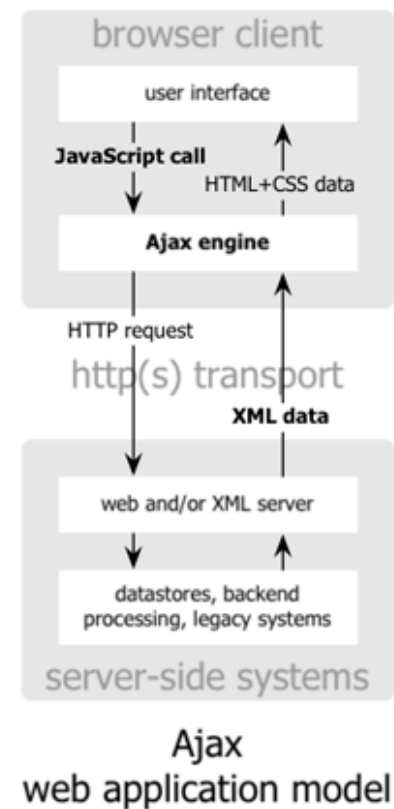 browser client
user interface
JavaScript call
HTML+CSS data
Ajax engine
HTTP request
http(s) transport
XML data
web and/or XML server
datastores, backend
processing, legacy systems
server-side systems
Ajax
web application model